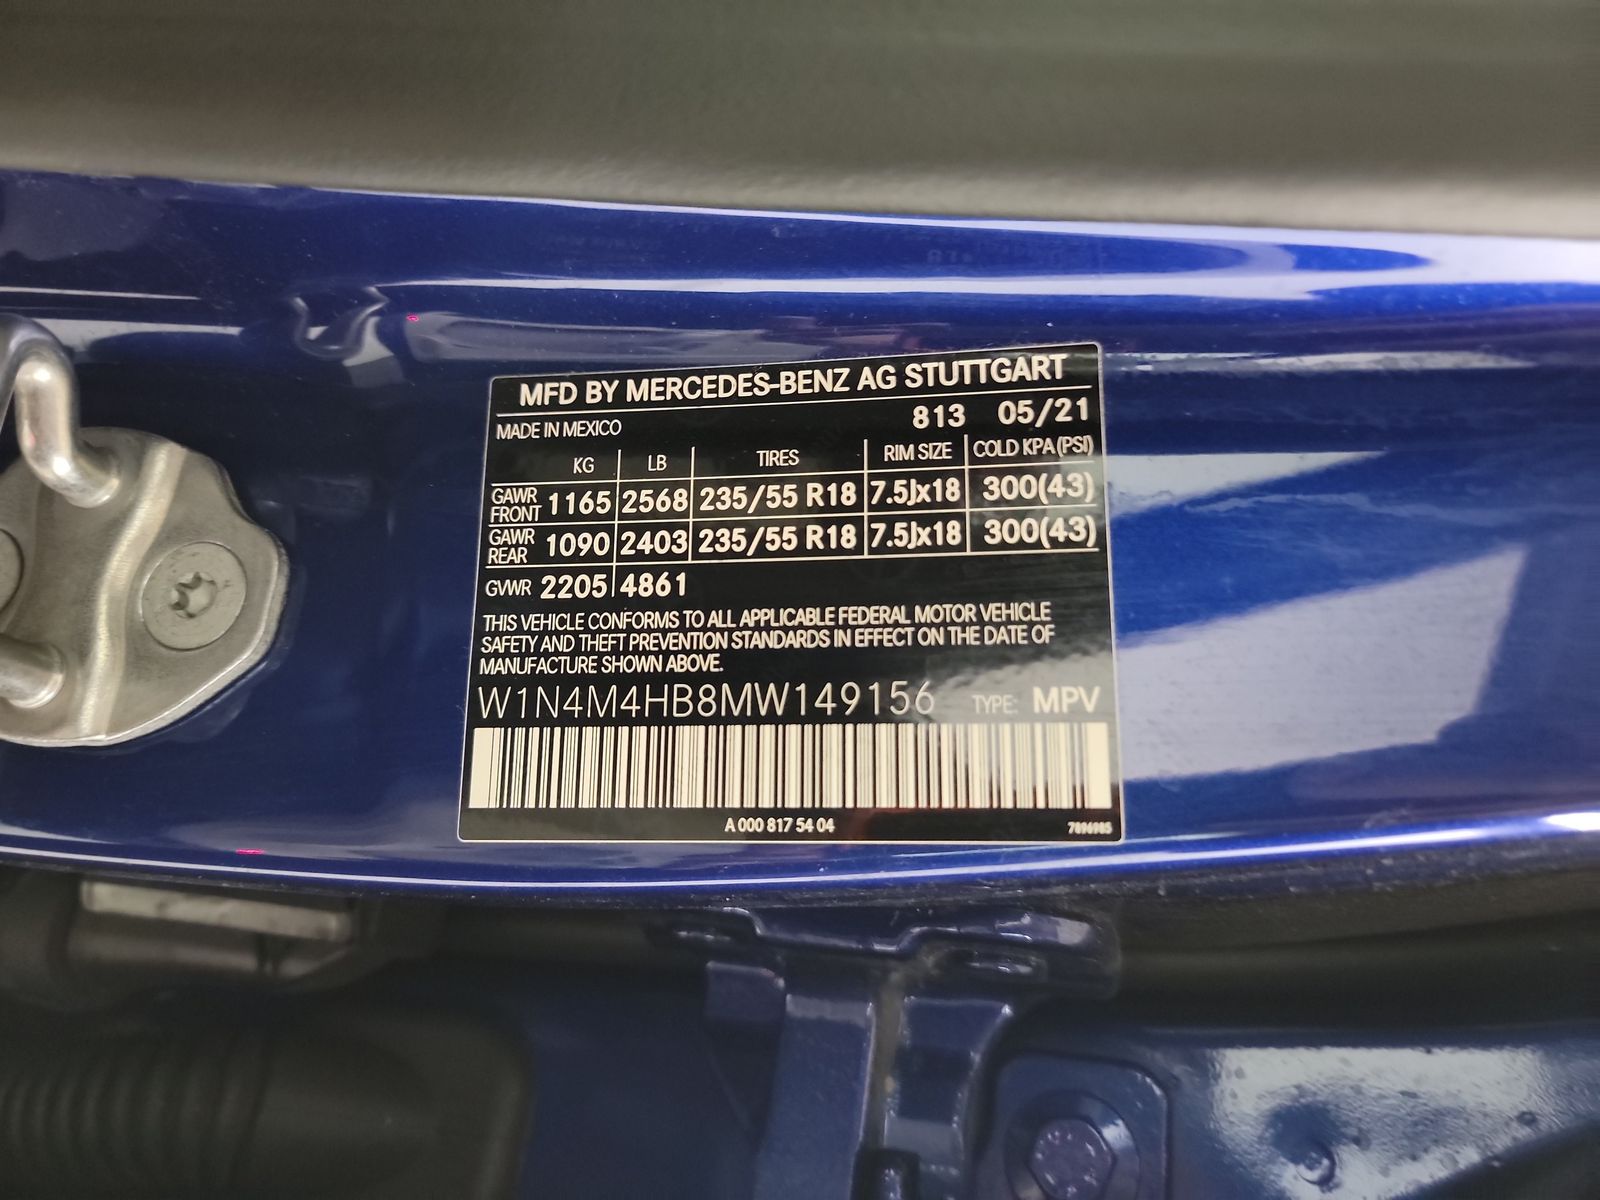 MFD BY MERCEDES-BENZ AG STUTTGART
MADE IN MEXICO 813 05/21
KG LB TIRES RIM SIZE COLD KPA(PSI)
GAWR FRONT 1165 2568 235/55 R18 7.5Jx18 300(43)
GAWR REAR 1090 2403 235/55 R18 7.5Jx18 300(43)
GVWR 2205 4861
THIS VEHICLE CONFORMS TO ALL APPLICABLE FEDERAL MOTOR VEHICLE
SAFETY AND THEFT PREVENTION STANDARDS IN EFFECT ON THE DATE OF
MANUFACTURE SHOWN ABOVE.
W1N4M4HB8MW149156 TYPE: MPV
A 000 817 54 04 7896985